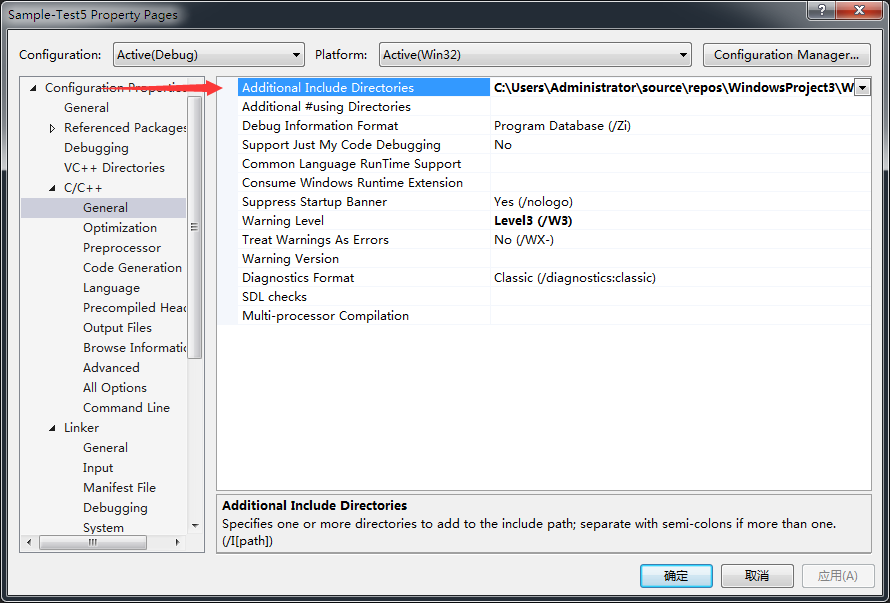 Sample-Test5 Property Pages
Configuration: Active(Debug) Platform: Active(Win32) Configuration Manager...
Configuration Properties
General
Referenced Packages
Debugging
VC++ Directories
C/C++
General
Optimization
Preprocessor
Code Generation
Language
Precompiled Head
Output Files
Browse Informatio
Advanced
All Options
Command Line
Linker
General
Input
Manifest File
Debugging
System
Additional Include Directories C:\Users\Administrator\source\repos\WindowsProject3\W
Additional #using Directories
Debug Information Format Program Database (/Zi)
Support Just My Code Debugging No
Common Language RunTime Support
Consume Windows Runtime Extension
Suppress Startup Banner Yes (/nologo)
Warning Level Level3 (/W3)
Treat Warnings As Errors No (/WX-)
Warning Version
Diagnostics Format Classic (/diagnostics:classic)
SDL checks
Multi-processor Compilation
Additional Include Directories
Specifies one or more directories to add to the include path; separate with semi-colons if more than one.
(/I[path])
确定 取消 应用(A)